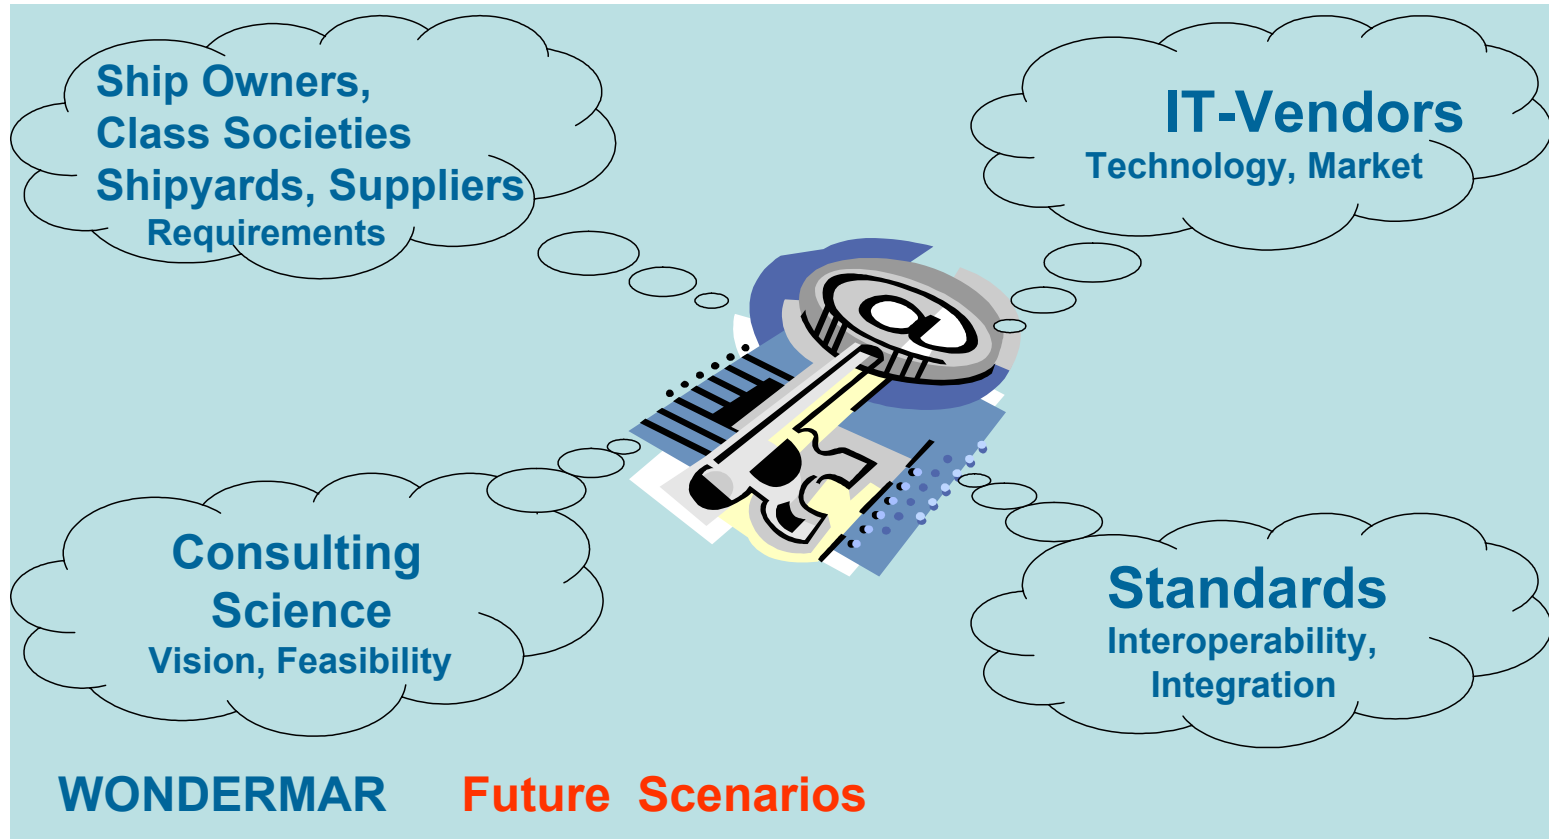 Ship Owners,
Class Societies
Shipyards, Suppliers
Requirements
IT-Vendors
Technology, Market
@
Consulting
Science
Vision, Feasibility
Standards
Interoperability,
Integration
WONDERMAR Future Scenarios